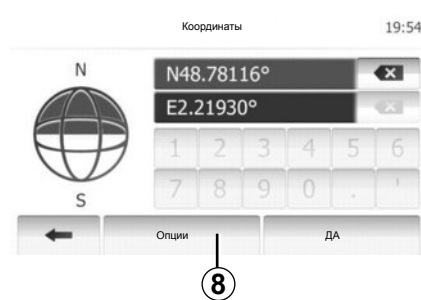 Координаты 19:54
N
N48.78116°
E2.21930°
S
1 2 3 4 5 6
7 8 9 0 . '
Опции ДА
8